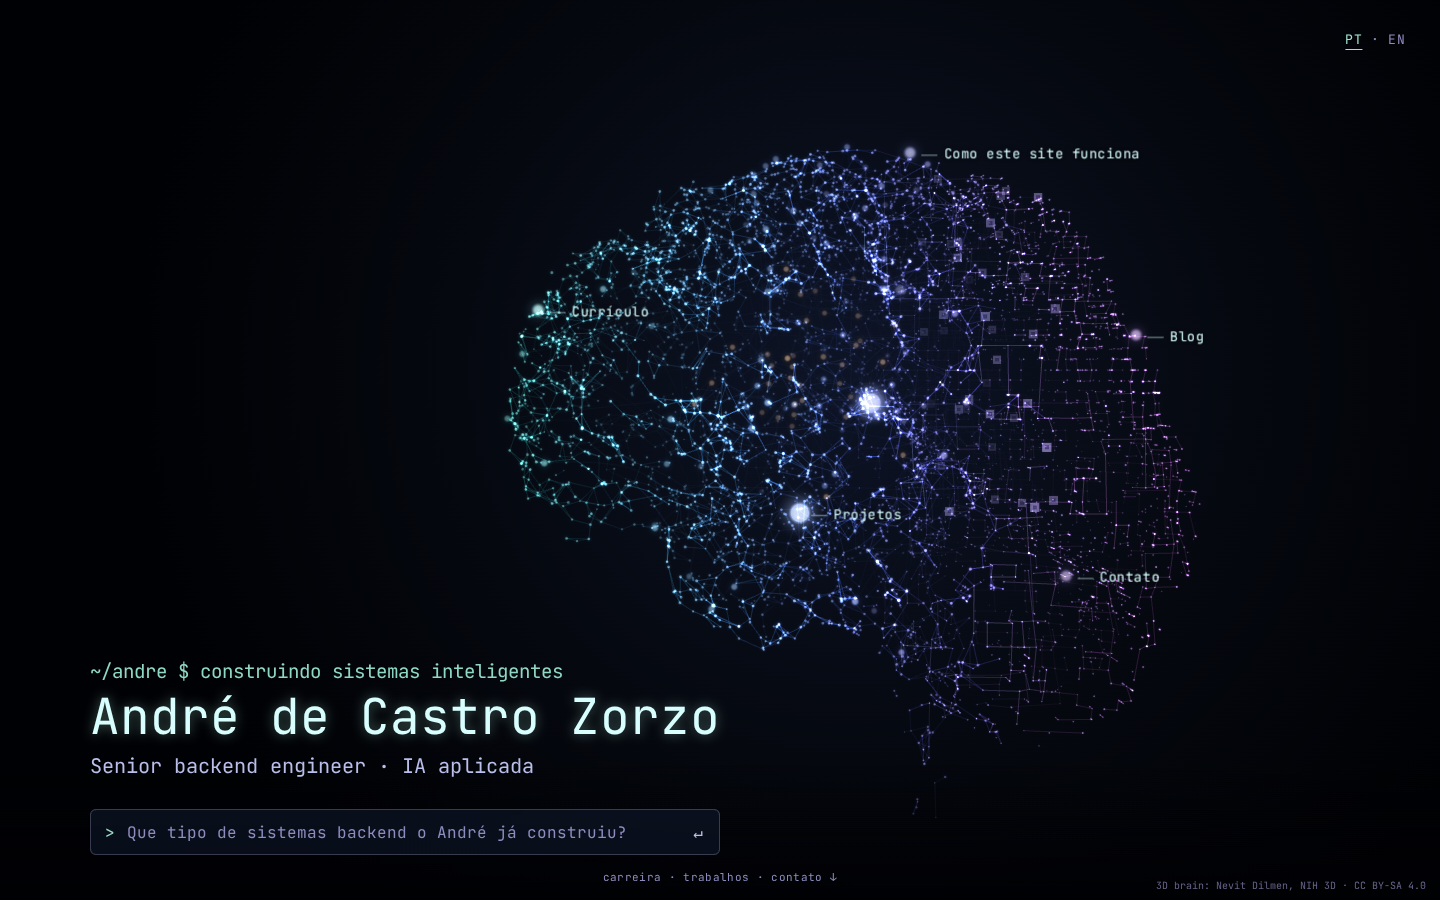 PT · EN
Como este site funciona
Currículo
Blog
Projetos
Contato
~/andre $ construindo sistemas inteligentes
André de Castro Zorzo
Senior backend engineer · IA aplicada
> Que tipo de sistemas backend o André já construiu? ↵
carreira · trabalhos · contato ↓
3D brain: Nevit Dilmen, NIH 3D · CC BY-SA 4.0